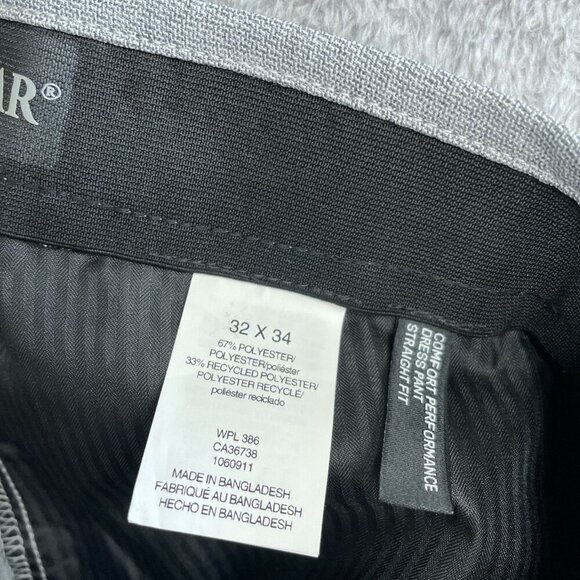 AR®
32 X 34
67% POLYESTER/
POLYESTER/poliéster
33% RECYCLED POLYESTER/
POLYESTER RECYCLÉ/
poliéster reciclado
WPL 386
CA36738
1060911
MADE IN BANGLADESH
FABRIQUÉ AU BANGLADESH
HECHO EN BANGLADESH
COMFORT PERFORMANCE
DRESS PANT
STRAIGHT FIT